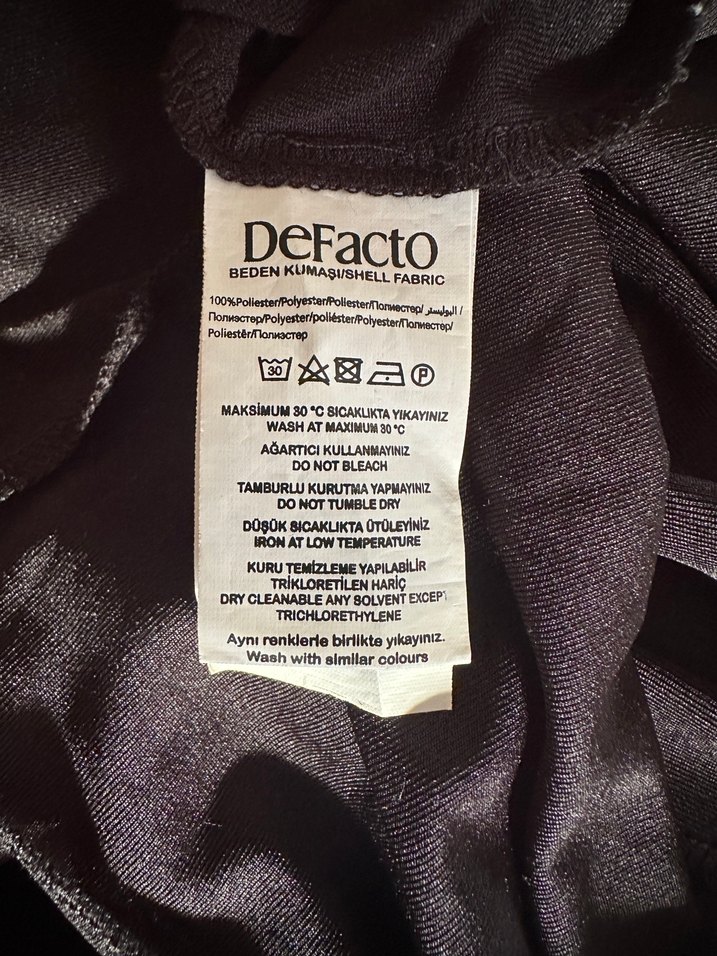 DeFacto
BEDEN KUMAŞI/SHELL FABRIC
100%Poliester/Polyester/Poliester/Полиестер/ البوليستر /
Полиэстер/Polyester/poliéster/Polyester/Полиестер/
Poliestër/Полиэстер
30 P
MAKSİMUM 30 °C SICAKLIKTA YIKAYINIZ
WASH AT MAXIMUM 30 °C
AĞARTICI KULLANMAYINIZ
DO NOT BLEACH
TAMBURLU KURUTMA YAPMAYINIZ
DO NOT TUMBLE DRY
DÜŞÜK SICAKLIKTA ÜTÜLEYİNİZ
IRON AT LOW TEMPERATURE
KURU TEMİZLEME YAPILABİLİR
TRİKLORETİLEN HARİÇ
DRY CLEANABLE ANY SOLVENT EXCEPT
TRICHLORETHYLENE
Aynı renklerle birlikte yıkayınız.
Wash with similar colours